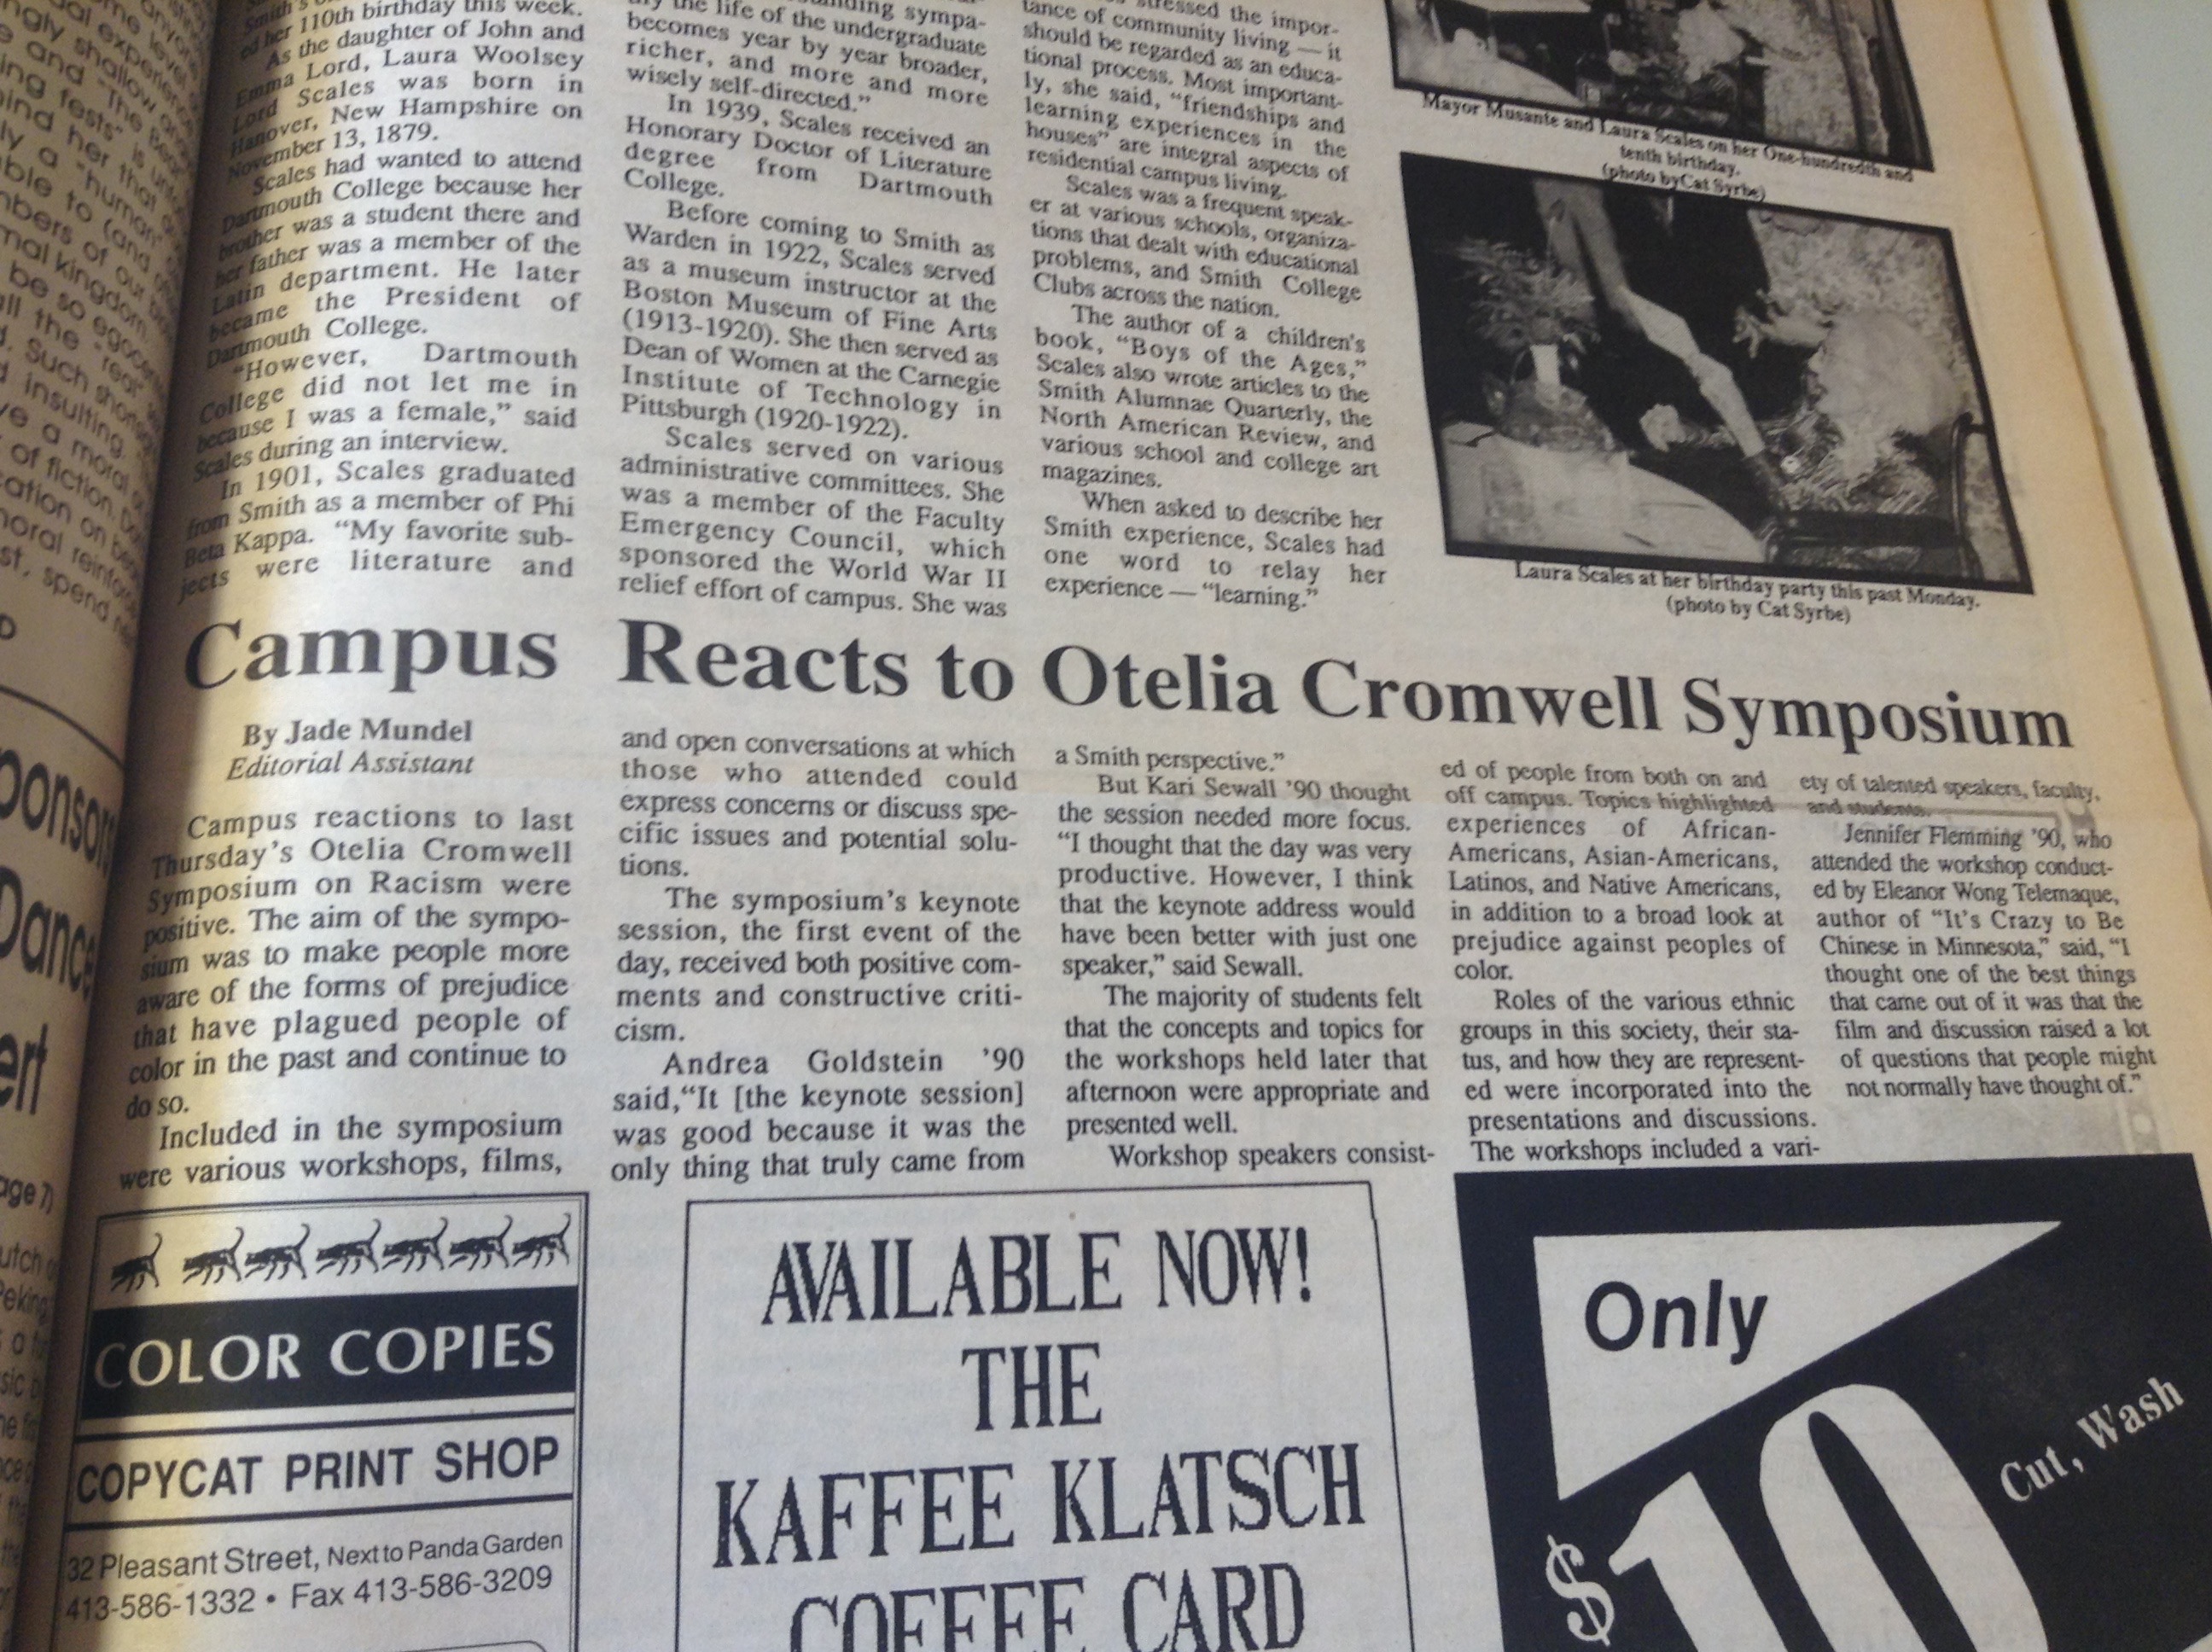 ed her 110th birthday this week.
As the daughter of John and
Emma Lord, Laura Woolsey
Lord Scales was born in
Hanover, New Hampshire on
November 13, 1879.
Scales had wanted to attend
Dartmouth College because her
brother was a student there and
her father was a member of the
Latin department. He later
became the President of
Dartmouth College.
"However, Dartmouth
College did not let me in
because I was a female," said
Scales during an interview.
In 1901, Scales graduated
from Smith as a member of Phi
Beta Kappa. "My favorite sub-
jects were literature and
the life of the undergraduate
becomes year by year broader,
richer, and more and more
wisely self-directed."
In 1939, Scales received an
Honorary Doctor of Literature
degree from Dartmouth
College.
Before coming to Smith as
Warden in 1922, Scales served
as a museum instructor at the
Boston Museum of Fine Arts
(1913-1920). She then served as
Dean of Women at the Carnegie
Institute of Technology in
Pittsburgh (1920-1922).
Scales served on various
administrative committees. She
was a member of the Faculty
Emergency Council, which
sponsored the World War II
relief effort of campus. She was
stressed the impor-
tance of community living — it
should be regarded as an educa-
tional process. Most important-
ly, she said, "friendships and
learning experiences in the
houses" are integral aspects of
residential campus living.
Scales was a frequent speak-
er at various schools, organiza-
tions that dealt with educational
problems, and Smith College
Clubs across the nation.
The author of a children's
book, "Boys of the Ages,"
Scales also wrote articles to the
Smith Alumnae Quarterly, the
North American Review, and
various school and college art
magazines.
When asked to describe her
Smith experience, Scales had
one word to relay her
experience — "learning."
Mayor Musante and Laura Scales on her One-hundredth and
tenth birthday.
(photo by Cat Syrbe)
Laura Scales at her birthday party this past Monday.
(photo by Cat Syrbe)
Campus Reacts to Otelia Cromwell Symposium
By Jade Mundel
Editorial Assistant
Campus reactions to last
Thursday's Otelia Cromwell
Symposium on Racism were
positive. The aim of the sympo-
sium was to make people more
aware of the forms of prejudice
that have plagued people of
color in the past and continue to
do so.
Included in the symposium
were various workshops, films,
and open conversations at which
those who attended could
express concerns or discuss spe-
cific issues and potential solu-
tions.
The symposium's keynote
session, the first event of the
day, received both positive com-
ments and constructive criti-
cism.
Andrea Goldstein '90
said,"It [the keynote session]
was good because it was the
only thing that truly came from
a Smith perspective."
But Kari Sewall '90 thought
the session needed more focus.
"I thought that the day was very
productive. However, I think
that the keynote address would
have been better with just one
speaker," said Sewall.
The majority of students felt
that the concepts and topics for
the workshops held later that
afternoon were appropriate and
presented well.
Workshop speakers consist-
ed of people from both on and
off campus. Topics highlighted
experiences of African-
Americans, Asian-Americans,
Latinos, and Native Americans,
in addition to a broad look at
prejudice against peoples of
color.
Roles of the various ethnic
groups in this society, their sta-
tus, and how they are represent-
ed were incorporated into the
presentations and discussions.
The workshops included a vari-
ety of talented speakers, faculty,
and students.
Jennifer Flemming '90, who
attended the workshop conduct-
ed by Eleanor Wong Telemaque,
author of "It's Crazy to Be
Chinese in Minnesota," said, "I
thought one of the best things
that came out of it was that the
film and discussion raised a lot
of questions that people might
not normally have thought of."
COLOR COPIES
COPYCAT PRINT SHOP
32 Pleasant Street, Next to Panda Garden
413-586-1332 • Fax 413-586-3209
AVAILABLE NOW!
THE
KAFFEE KLATSCH
COFFEE CARD
Only
$10
Cut, Wash